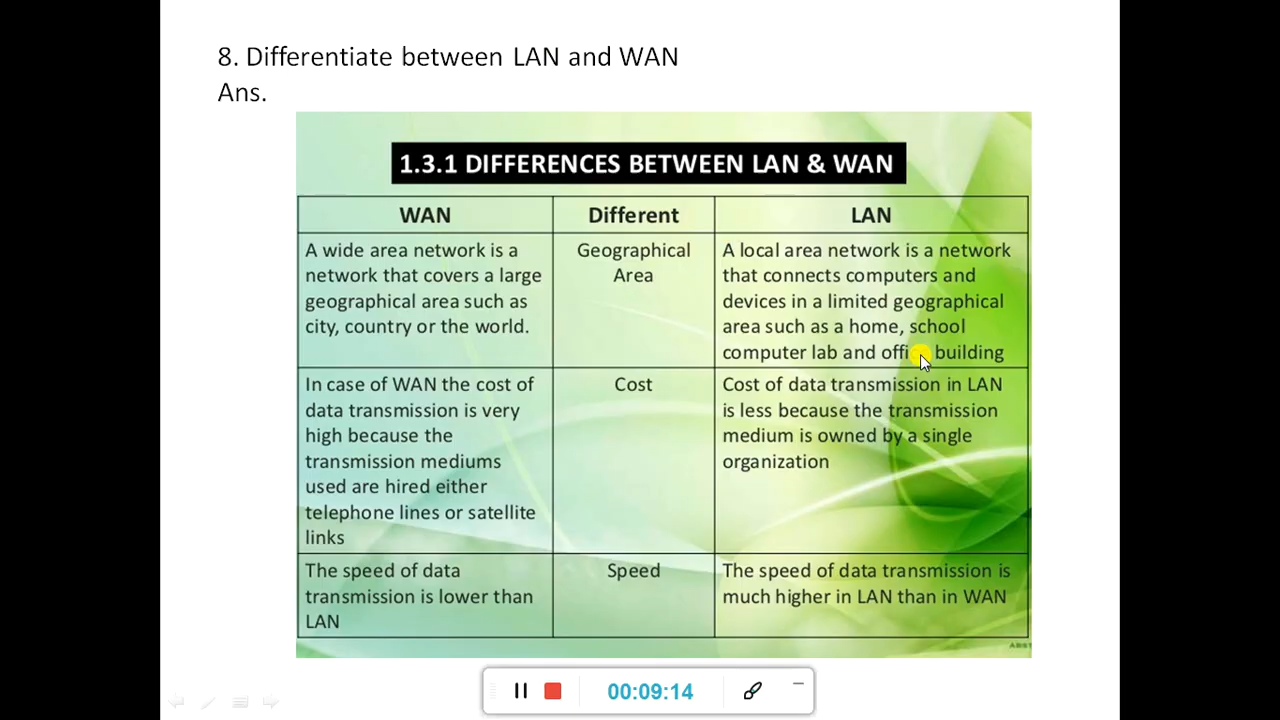 8. Differentiate between LAN and WAN
Ans.
1.3.1 DIFFERENCES BETWEEN LAN & WAN
WAN
Different
LAN
A wide area network is a
network that covers a large
geographical area such as
city, country or the world.
Geographical
Area
A local area network is a network
that connects computers and
devices in a limited geographical
area such as a home, school
computer lab and office building
In case of WAN the cost of
data transmission is very
high because the
transmission mediums
used are hired either
telephone lines or satellite
links
Cost
Cost of data transmission in LAN
is less because the transmission
medium is owned by a single
organization
The speed of data
transmission is lower than
LAN
Speed
The speed of data transmission is
much higher in LAN than in WAN
00:09:14